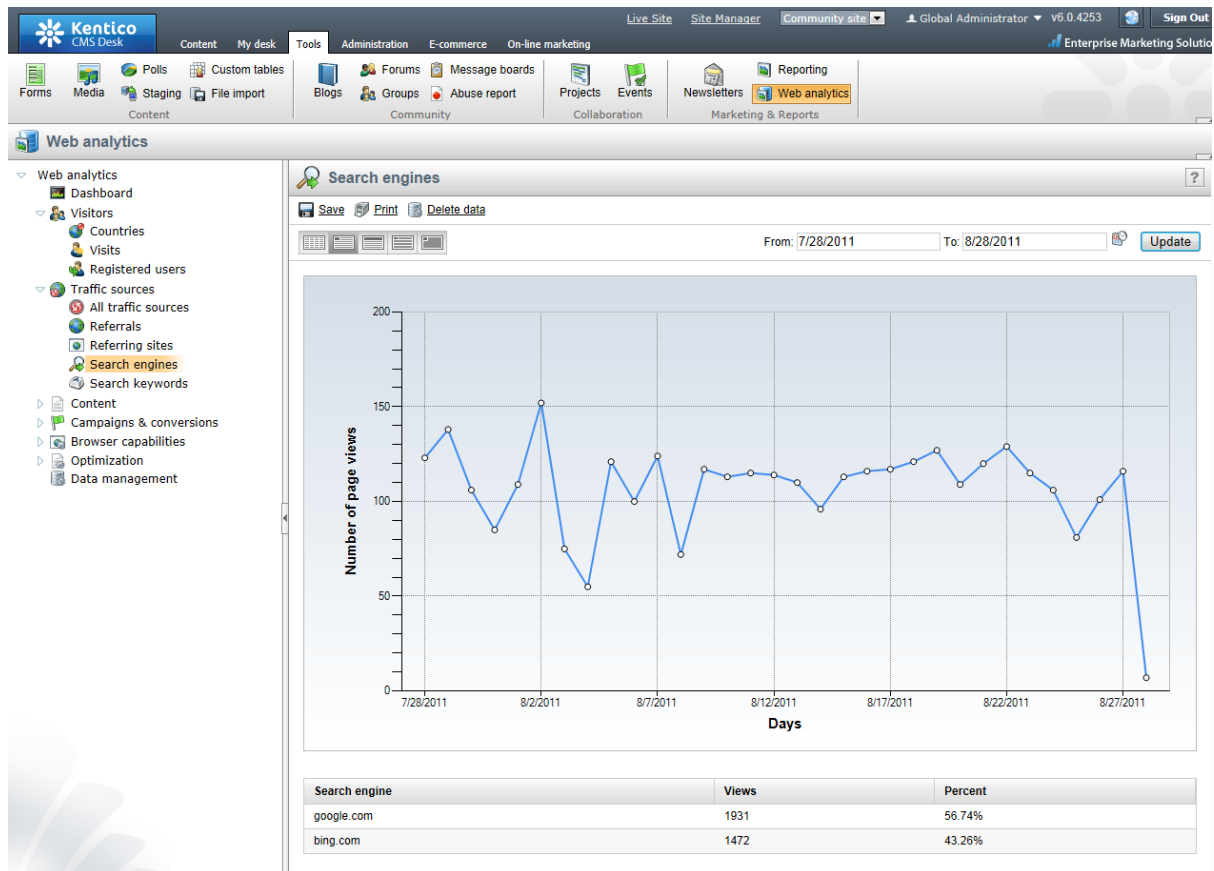 Kentico
CMS Desk
Live Site Site Manager Community site Global Administrator v6.0.4253 Sign Out
Content My desk Tools Administration E-commerce On-line marketing
Enterprise Marketing Solutio
Polls Custom tables Forums Message boards Reporting
Forms Media Staging File import Blogs Groups Abuse report Projects Events Newsletters Web analytics
Content Community Collaboration Marketing & Reports
Web analytics
Web analytics
Dashboard
Visitors
Countries
Visits
Registered users
Traffic sources
All traffic sources
Referrals
Referring sites
Search engines
Search keywords
Content
Campaigns & conversions
Browser capabilities
Optimization
Data management
Search engines ?
Save Print Delete data
From: 7/28/2011 To: 8/28/2011 Update
Number of page views
200
150
100
50
0
7/28/2011 8/2/2011 8/7/2011 8/12/2011 8/17/2011 8/22/2011 8/27/2011
Days
Search engine Views Percent
google.com 1931 56.74%
bing.com 1472 43.26%